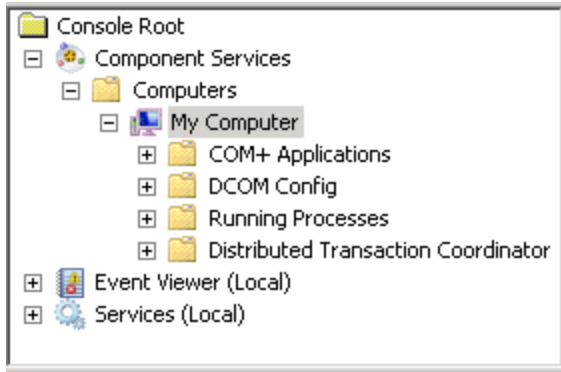 Console Root
Component Services
Computers
My Computer
COM+ Applications
DCOM Config
Running Processes
Distributed Transaction Coordinator
Event Viewer (Local)
Services (Local)